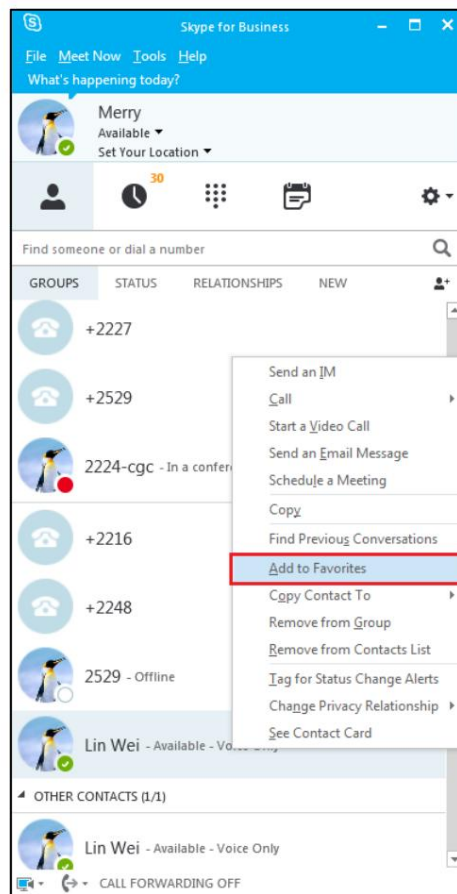 Skype for Business
File Meet Now Tools Help
What's happening today?
Merry
Available
Set Your Location
30
Find someone or dial a number
GROUPS STATUS RELATIONSHIPS NEW
+2227
+2529
2224-cgc - In a confer
+2216
+2248
2529 - Offline
Lin Wei - Available - Voice Only
Send an IM
Call
Start a Video Call
Send an Email Message
Schedule a Meeting
Copy
Find Previous Conversations
Add to Favorites
Copy Contact To
Remove from Group
Remove from Contacts List
Tag for Status Change Alerts
Change Privacy Relationship
See Contact Card
OTHER CONTACTS (1/1)
Lin Wei - Available - Voice Only
CALL FORWARDING OFF